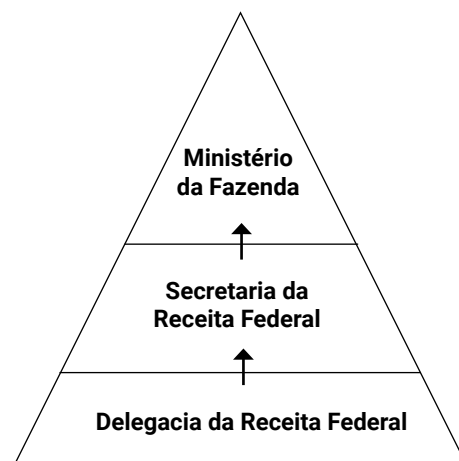 Ministério
da Fazenda
Secretaria da
Receita Federal
Delegacia da Receita Federal